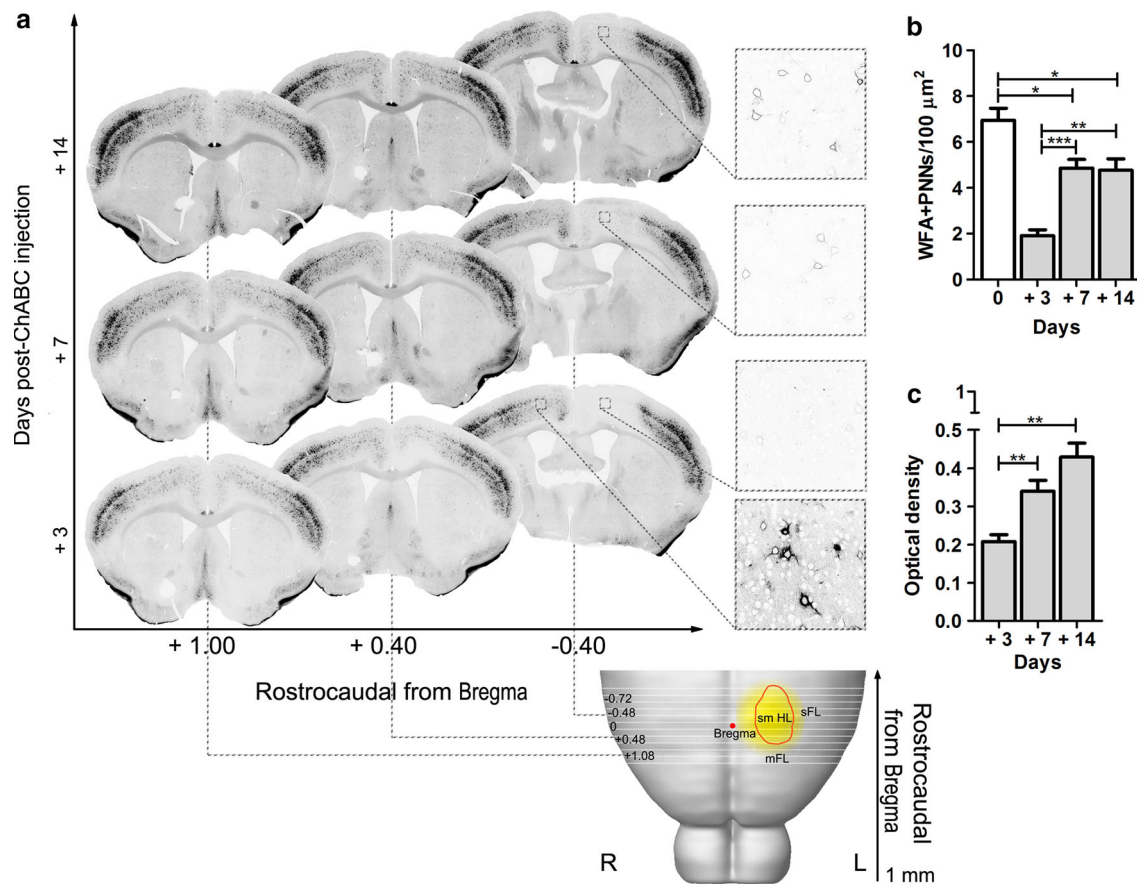 a
Days post-ChABC injection
+ 14
+ 7
+ 3
+ 1.00
+ 0.40
-0.40
Rostrocaudal from Bregma
-0.72
-0.48
0
+0.48
+1.08
Bregma
sm HL
sFL
mFL
R
L
Rostrocaudal
from Bregma
1 mm
b
WFA+PNNs/100 µm²
10
8
6
4
2
0
*
*
**
***
0
+ 3
+ 7
+ 14
Days
c
Optical density
1
0.5
0.4
0.3
0.2
0.1
0.0
**
**
+ 3
+ 7
+ 14
Days